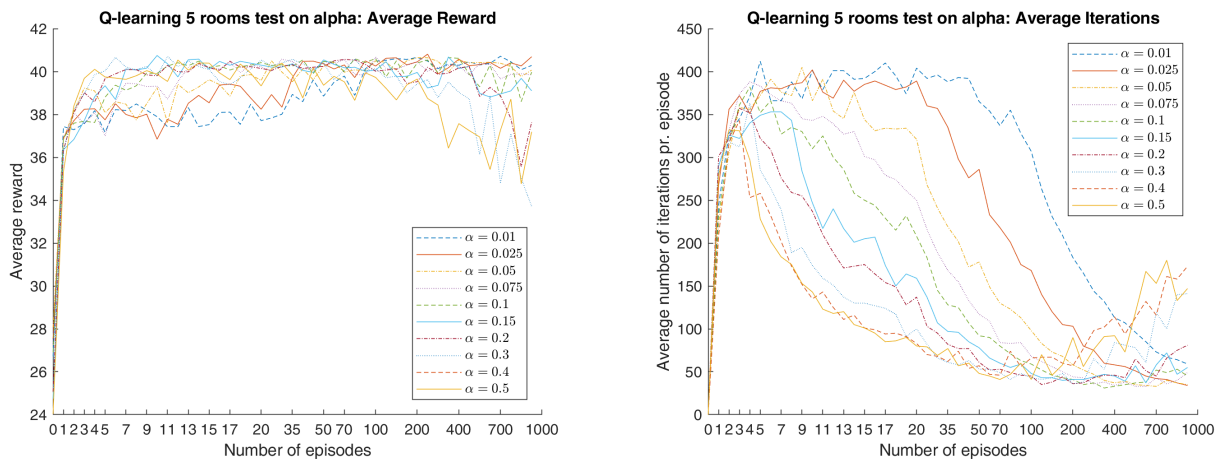 Q-learning 5 rooms test on alpha: Average Reward
42
40
38
36
34
32
30
28
26
24
Average reward
0 1 2 3 4 5 7 9 11 13 15 17 20 35 50 70 100 200 400 700 1000
Number of episodes
α = 0.01
α = 0.025
α = 0.05
α = 0.075
α = 0.1
α = 0.15
α = 0.2
α = 0.3
α = 0.4
α = 0.5
Q-learning 5 rooms test on alpha: Average Iterations
450
400
350
300
250
200
150
100
50
0
Average number of iterations pr. episode
0 1 2 3 4 5 7 9 11 13 15 17 20 35 50 70 100 200 400 700 1000
Number of episodes
α = 0.01
α = 0.025
α = 0.05
α = 0.075
α = 0.1
α = 0.15
α = 0.2
α = 0.3
α = 0.4
α = 0.5